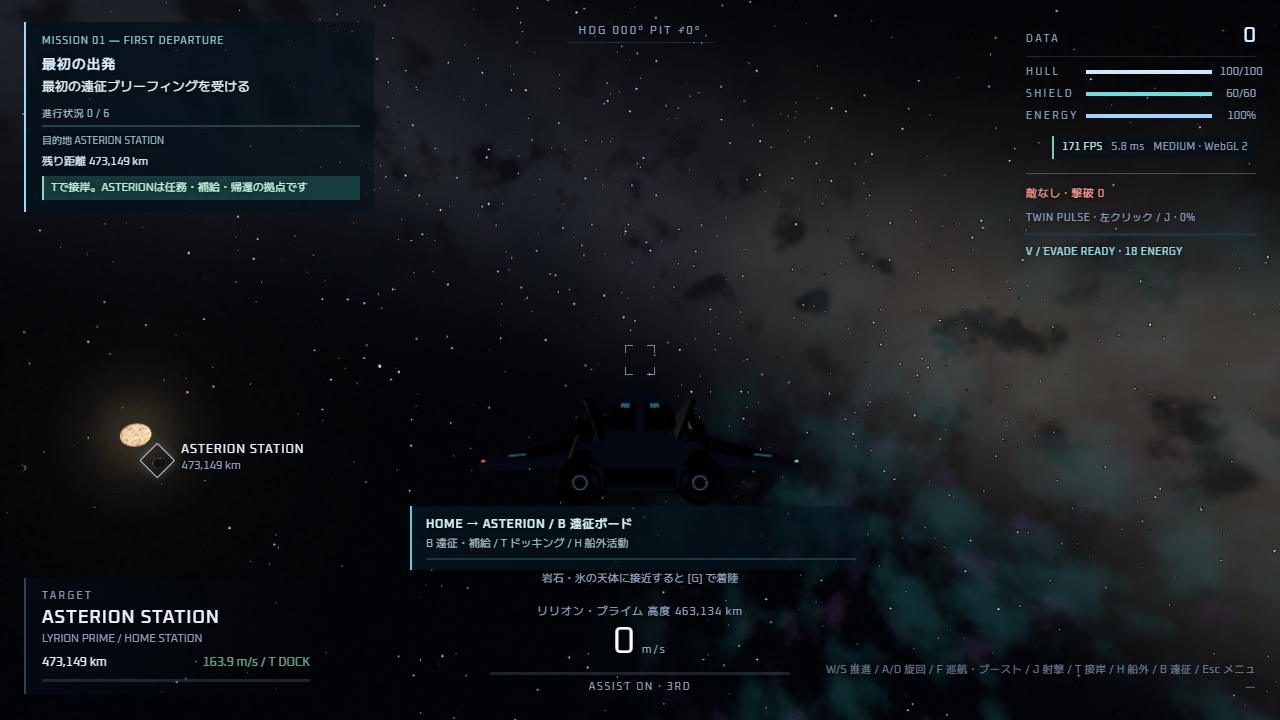 MISSION 01 — FIRST DEPARTURE
最初の出発
最初の遠征ブリーフィングを受ける
進行状況 0 / 6
目的地 ASTERION STATION
残り距離 473,149 km
Tで接岸。ASTERIONは任務・補給・帰還の拠点です
HDG 000° PIT +0°
DATA 0
HULL 100/100
SHIELD 60/60
ENERGY 100%
171 FPS 5.8 ms MEDIUM · WebGL 2
敵なし · 撃破 0
TWIN PULSE · 左クリック / J · 0%
V / EVADE READY · 18 ENERGY
ASTERION STATION
473,149 km
HOME → ASTERION / B 遠征ボード
B 遠征・補給 / T ドッキング / H 船外活動
岩石・氷の天体に接近すると [G] で着陸
リリオン・プライム 高度 463,134 km
0 m/s
ASSIST ON · 3RD
TARGET
ASTERION STATION
LYRION PRIME / HOME STATION
473,149 km · 163.9 m/s / T DOCK
W/S 推進 / A/D 旋回 / F 巡航・ブースト / J 射撃 / T 接岸 / H 船外 / B 遠征 / Esc メニュ
ー